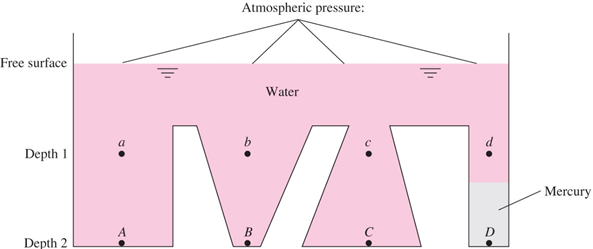 Atmospheric pressure:
Free surface
Water
a b c d
Depth 1
Mercury
A B C D
Depth 2